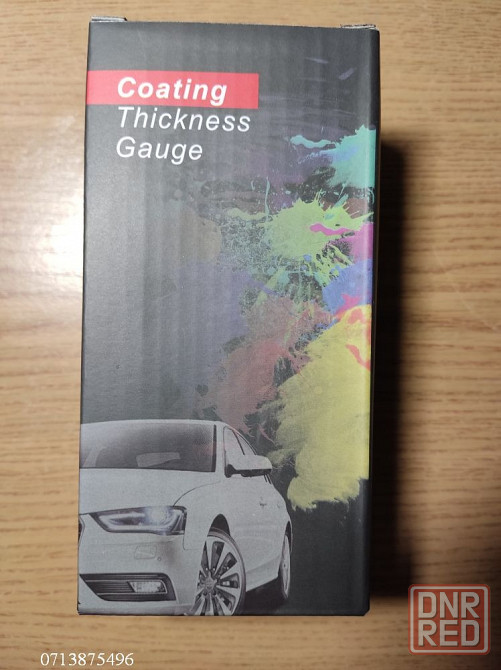 Coating
Thickness
Gauge
0713875496
DNR
RED